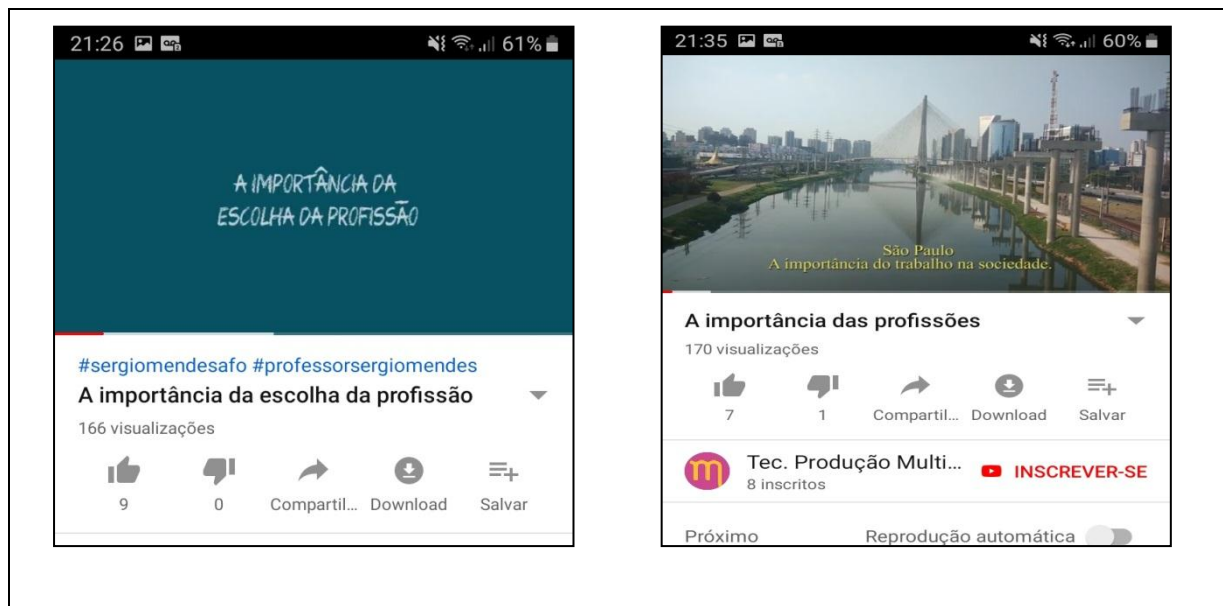 21:26
61%
A IMPORTÂNCIA DA
ESCOLHA DA PROFISSÃO
#sergiomendesafo #professorsergiomendes
A importância da escolha da profissão
166 visualizações
9
0
Compartil...
Download
Salvar
21:35
60%
São Paulo
A importância do trabalho na sociedade.
A importância das profissões
170 visualizações
7
1
Compartil...
Download
Salvar
Tec. Produção Multi...
8 inscritos
INSCREVER-SE
Próximo
Reprodução automática